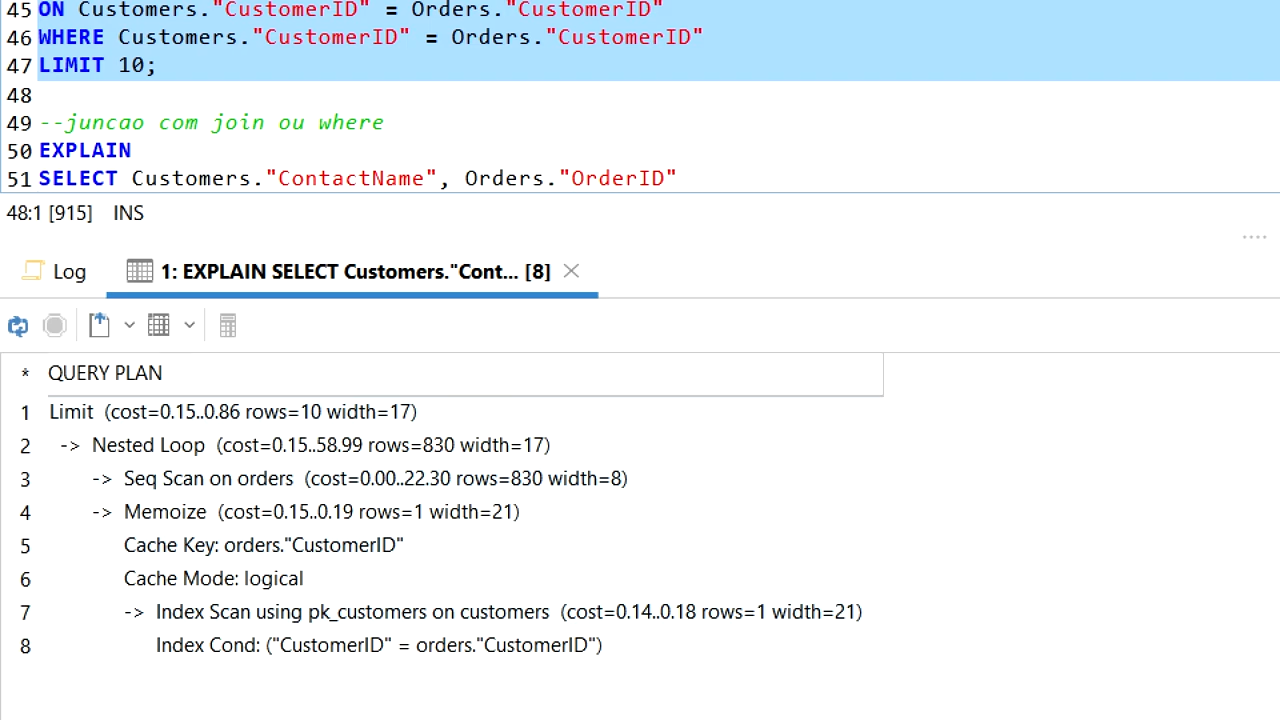 45 ON Customers."CustomerID" = Orders."CustomerID"
46 WHERE Customers."CustomerID" = Orders."CustomerID"
47 LIMIT 10;
48
49 --juncao com join ou where
50 EXPLAIN
51 SELECT Customers."ContactName", Orders."OrderID"
48:1 [915] INS
Log 1: EXPLAIN SELECT Customers."Cont... [8]
* QUERY PLAN
1 Limit (cost=0.15..0.86 rows=10 width=17)
2 -> Nested Loop (cost=0.15..58.99 rows=830 width=17)
3 -> Seq Scan on orders (cost=0.00..22.30 rows=830 width=8)
4 -> Memoize (cost=0.15..0.19 rows=1 width=21)
5 Cache Key: orders."CustomerID"
6 Cache Mode: logical
7 -> Index Scan using pk_customers on customers (cost=0.14..0.18 rows=1 width=21)
8 Index Cond: ("CustomerID" = orders."CustomerID")